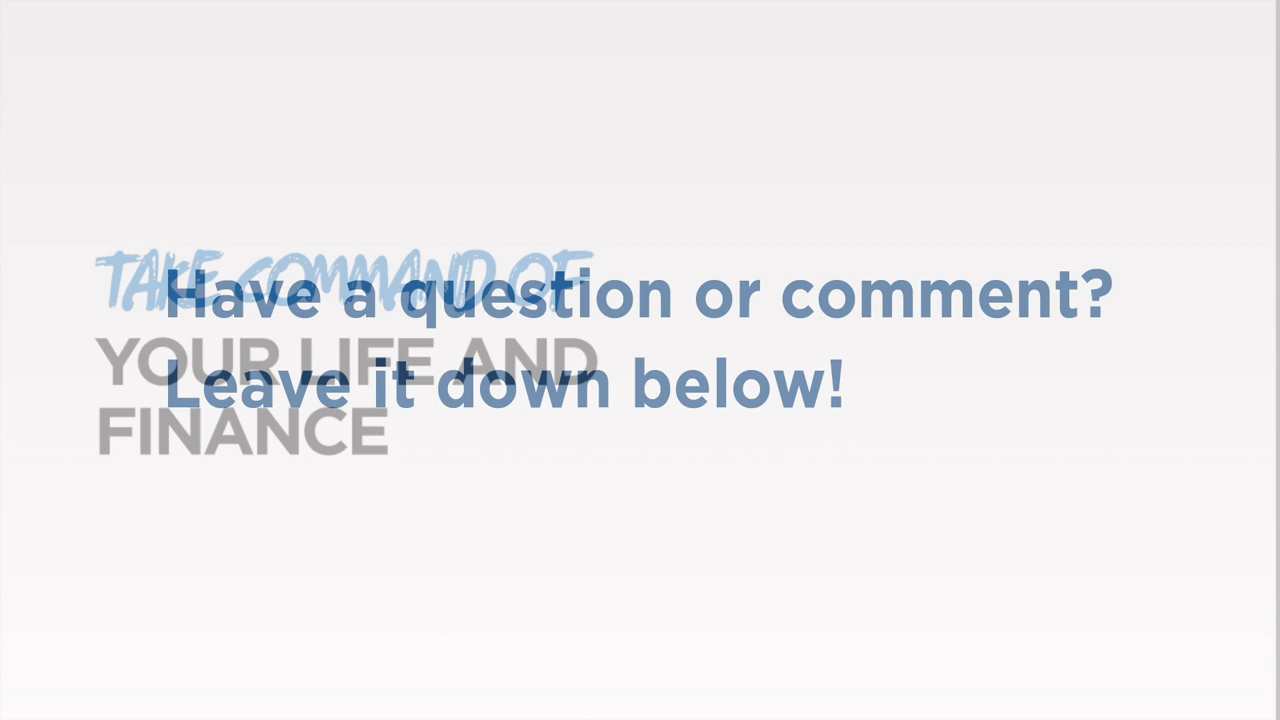 TAKE COMMAND OF
YOUR LIFE AND
FINANCE
Have a question or comment?
Leave it down below!